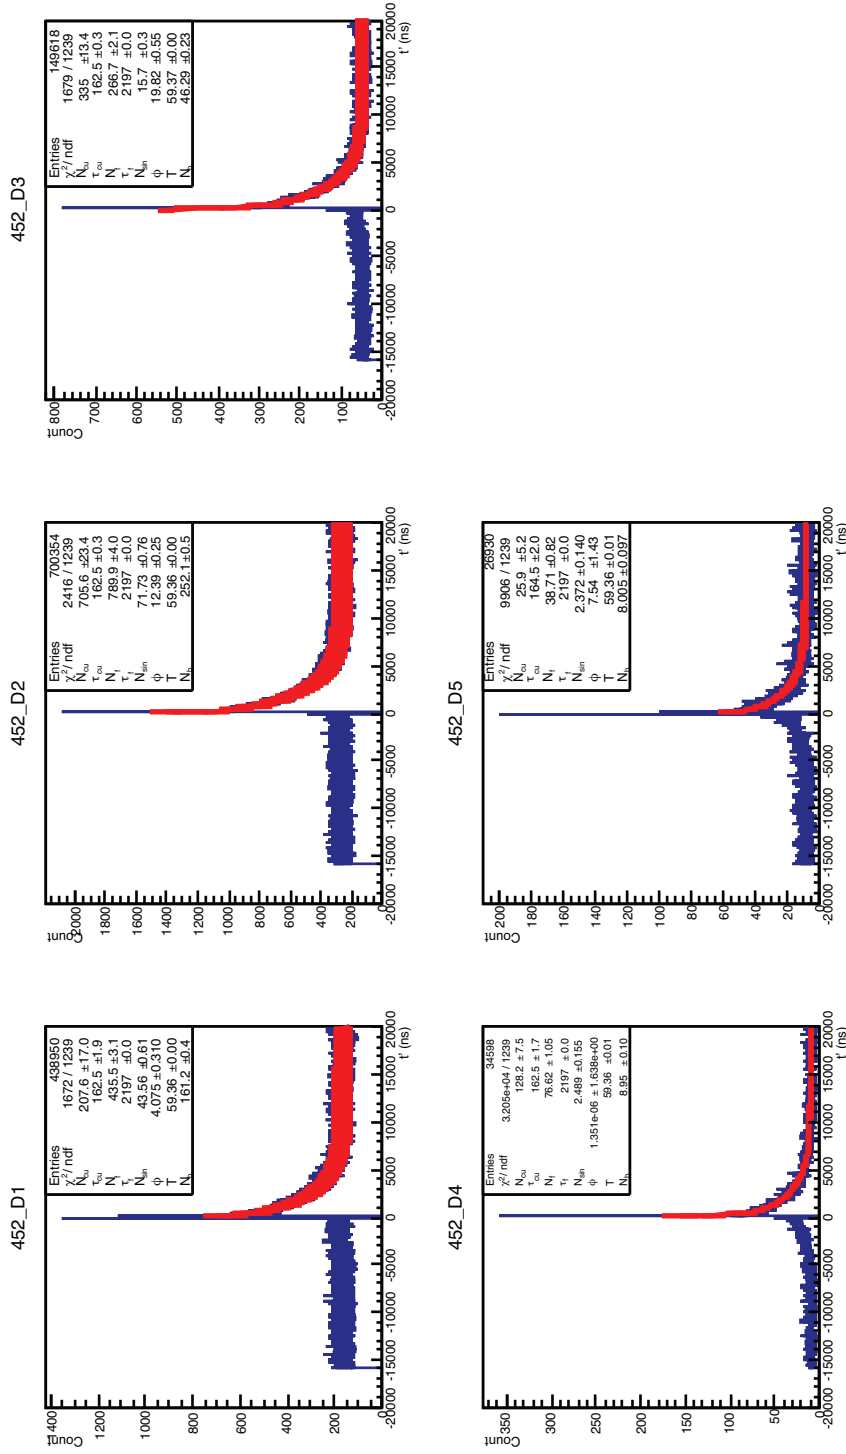 452_D1
Count
Entries 438950
χ²/ ndf 1672 / 1239
N_cu 207.6 ±17.0
τ_cu 162.5 ±1.9
N_f 435.5 ±3.1
τ_f 2197 ±0.0
N_sin 43.56 ±0.61
ϕ 4.075 ±0.310
T 59.36 ±0.00
N_b 161.2 ±0.4
1400
1200
1000
800
600
400
200
0
-20000 -15000 -10000 -5000 0 5000 10000 15000 20000
t' (ns)
452_D2
Count
Entries 700354
χ²/ ndf 2416 / 1239
N_cu 705.6 ±23.4
τ_cu 162.5 ±0.3
N_f 789.9 ±4.0
τ_f 2197 ±0.0
N_sin 71.73 ±0.76
ϕ 12.39 ±0.25
T 59.36 ±0.00
N_b 252.1 ±0.5
2000
1800
1600
1400
1200
1000
800
600
400
200
0
-20000 -15000 -10000 -5000 0 5000 10000 15000 20000
t' (ns)
452_D3
Count
Entries 149618
χ²/ ndf 1679 / 1239
N_cu 335 ±13.4
τ_cu 162.5 ±0.3
N_f 266.7 ±2.1
τ_f 2197 ±0.0
N_sin 15.7 ±0.3
ϕ 19.82 ±0.55
T 59.37 ±0.00
N_b 46.29 ±0.23
800
700
600
500
400
300
200
100
0
-20000 -15000 -10000 -5000 0 5000 10000 15000 20000
t' (ns)
452_D4
Count
Entries 34598
χ²/ ndf 3.205e+04 / 1239
N_cu 128.2 ± 7.5
τ_cu 162.5 ± 1.7
N_f 76.62 ± 1.05
τ_f 2197 ± 0.0
N_sin 2.489 ±0.155
ϕ 1.351e-06 ± 1.638e+00
T 59.36 ± 0.01
N_b 8.95 ± 0.10
350
300
250
200
150
100
50
0
-20000 -15000 -10000 -5000 0 5000 10000 15000 20000
t' (ns)
452_D5
Count
Entries 26930
χ²/ ndf 9906 / 1239
N_cu 25.9 ±5.2
τ_cu 164.5 ±2.0
N_f 38.71 ±0.82
τ_f 2197 ±0.0
N_sin 2.372 ±0.140
ϕ 7.54 ±1.43
T 59.36 ±0.01
N_b 8.005 ±0.097
200
180
160
140
120
100
80
60
40
20
0
-20000 -15000 -10000 -5000 0 5000 10000 15000 20000
t' (ns)